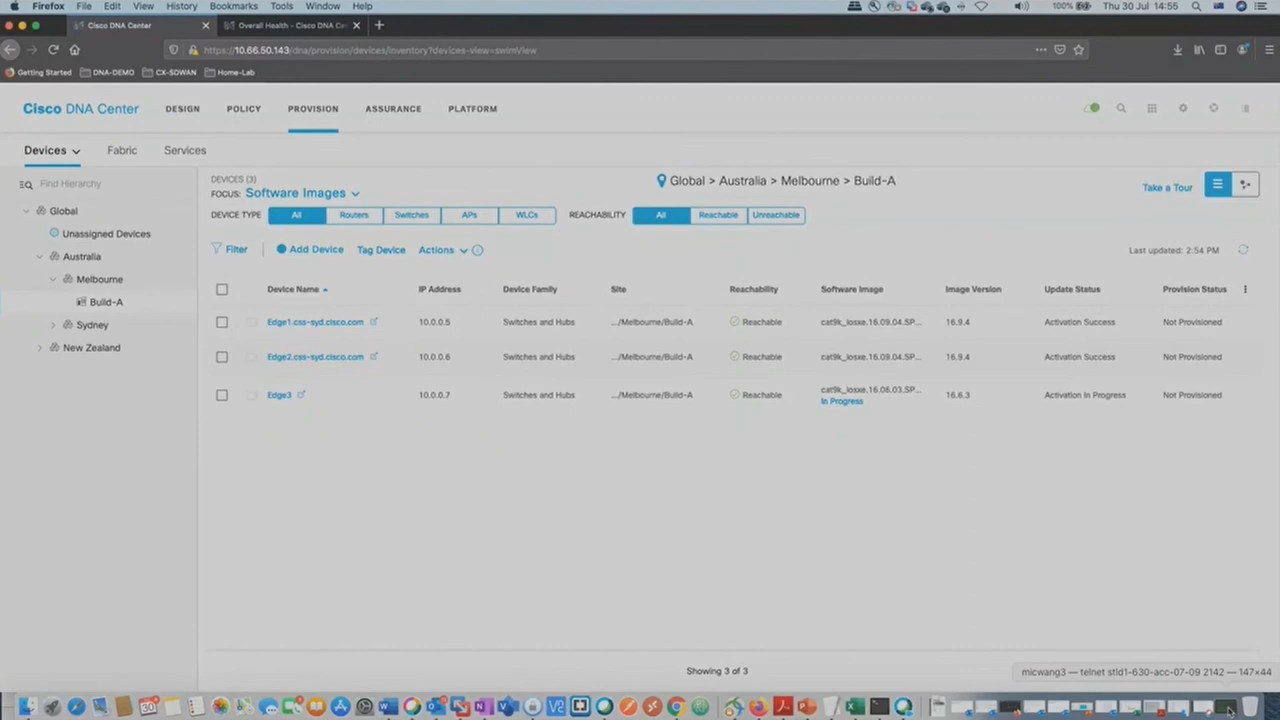 Firefox File Edit View History Bookmarks Tools Window Help 100% Thu 30 Jul 14:55
Cisco DNA Center Overall Health - Cisco DNA Cen
https://10.66.50.143/dna/provision/devices/inventory?devices-view=swimView
Getting Started DNA-DEMO CX-SDWAN Home-Lab
Cisco DNA Center DESIGN POLICY PROVISION ASSURANCE PLATFORM
Devices Fabric Services
Find Hierarchy
Global
Unassigned Devices
Australia
Melbourne
Build-A
Sydney
New Zealand
DEVICES (3)
FOCUS: Software Images
Global > Australia > Melbourne > Build-A
Take a Tour
DEVICE TYPE All Routers Switches APs WLCs REACHABILITY All Reachable Unreachable
Filter Add Device Tag Device Actions Last updated: 2:54 PM
Device Name IP Address Device Family Site Reachability Software Image Image Version Update Status Provision Status
Edge1.css-syd.cisco.com 10.0.0.5 Switches and Hubs .../Melbourne/Build-A Reachable cat9k_iosxe.16.09.04.SP... 16.9.4 Activation Success Not Provisioned
Edge2.css-syd.cisco.com 10.0.0.6 Switches and Hubs .../Melbourne/Build-A Reachable cat9k_iosxe.16.09.04.SP... 16.9.4 Activation Success Not Provisioned
Edge3 10.0.0.7 Switches and Hubs .../Melbourne/Build-A Reachable cat9k_iosxe.16.06.03.SP... 16.6.3 Activation In Progress Not Provisioned
In Progress
Showing 3 of 3
micwang3 — telnet stld1-630-acc-07-09 2142 — 147×44